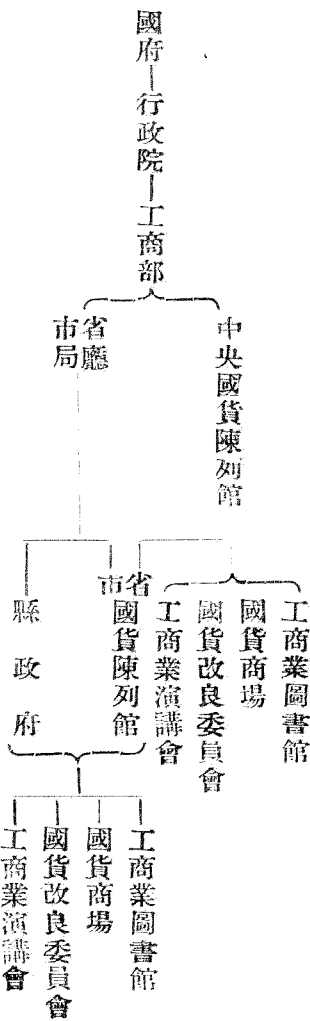 國府—行政院—工商部
中央國貨陳列館
省廳
市局
工商業圖書館
國貨商場
國貨改良委員會
工商業演講會
省市國貨陳列館
縣政府
工商業圖書館
國貨商場
國貨改良委員會
工商業演講會